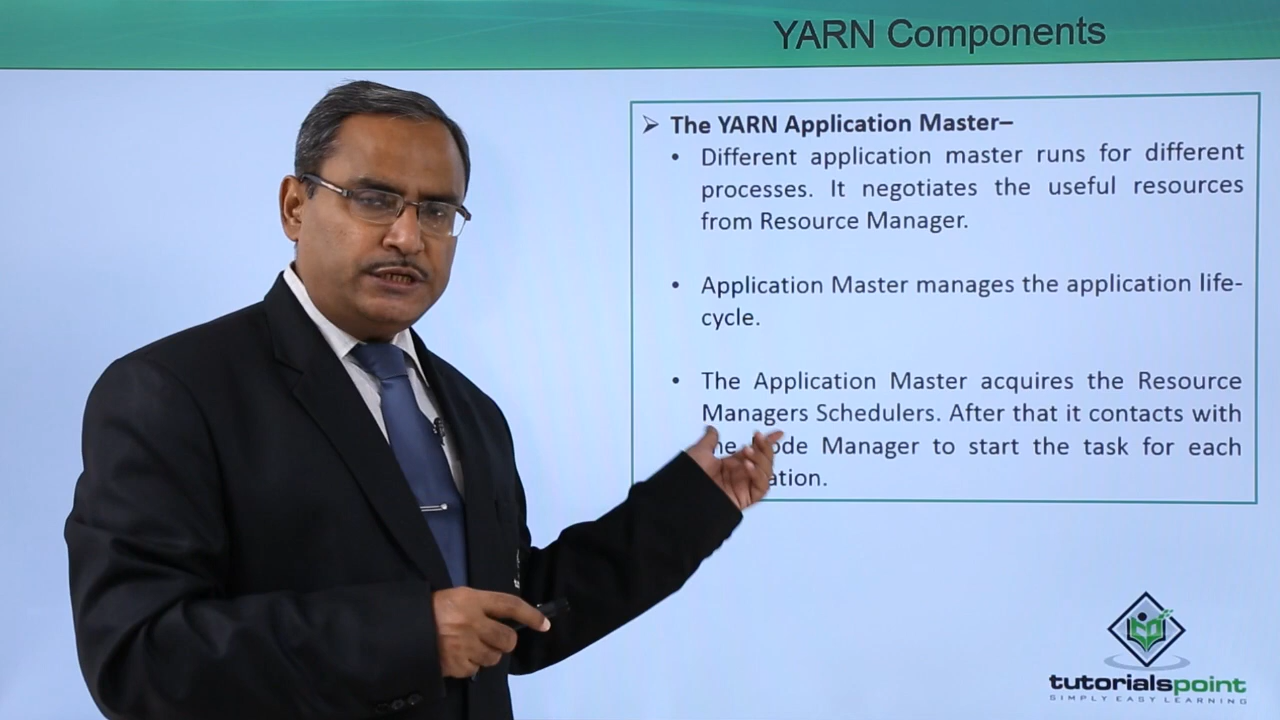 YARN Components
➢ The YARN Application Master–
• Different application master runs for different
processes. It negotiates the useful resources
from Resource Manager.
• Application Master manages the application life-
cycle.
• The Application Master acquires the Resource
Managers Schedulers. After that it contacts with
Manager to start the task for each
tutorialspoint
SIMPLY EASY LEARNING